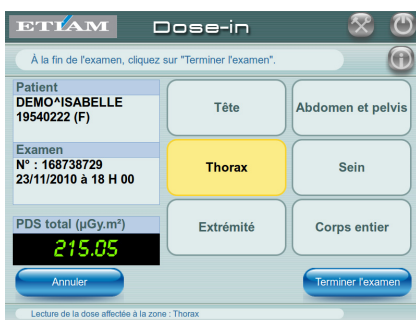 ETIAM
Dose-in
À la fin de l'examen, cliquez sur "Terminer l'examen".
Patient
DEMO^ISABELLE
19540222 (F)
Examen
N° : 168738729
23/11/2010 à 18 H 00
PDS total (µGy.m²)
215.05
Annuler
Tête
Abdomen et pelvis
Thorax
Sein
Extrémité
Corps entier
Terminer l'examen
Lecture de la dose affectée à la zone : Thorax